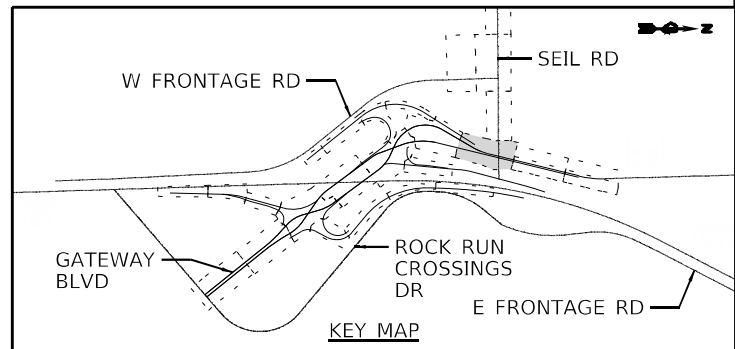 Z
SEIL RD
W FRONTAGE RD
GATEWAY
BLVD
ROCK RUN
CROSSINGS
DR
E FRONTAGE RD
KEY MAP